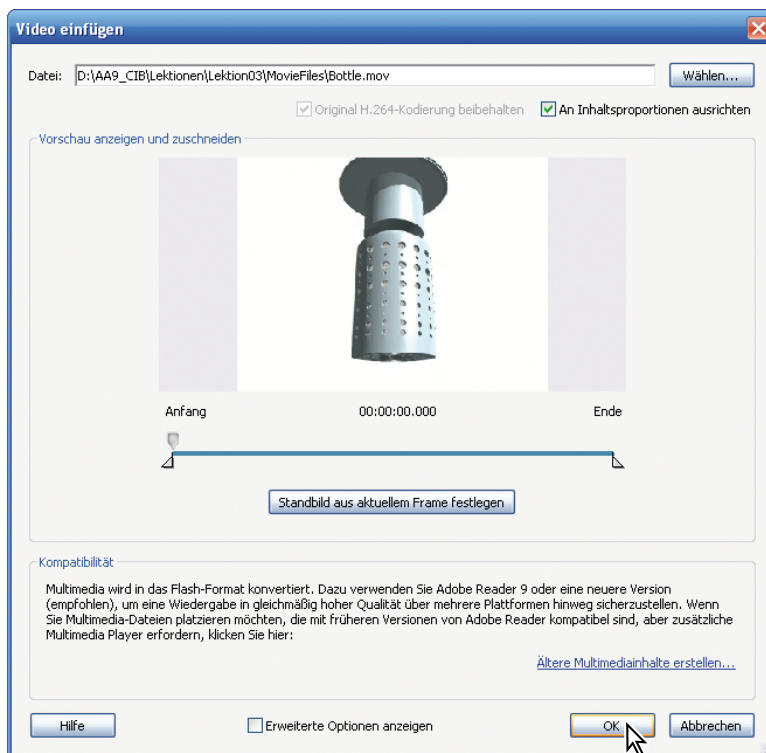 Video einfügen
Datei: D:\AA9_CIB\Lektionen\Lektion03\MovieFiles\Bottle.mov Wählen...
Original H.264-Kodierung beibehalten An Inhaltsproportionen ausrichten
Vorschau anzeigen und zuschneiden
Anfang 00:00:00.000 Ende
Standbild aus aktuellem Frame festlegen
Kompatibilität
Multimedia wird in das Flash-Format konvertiert. Dazu verwenden Sie Adobe Reader 9 oder eine neuere Version
(empfohlen), um eine Wiedergabe in gleichmäßig hoher Qualität über mehrere Plattformen hinweg sicherzustellen. Wenn
Sie Multimedia-Dateien platzieren möchten, die mit früheren Versionen von Adobe Reader kompatibel sind, aber zusätzliche
Multimedia Player erfordern, klicken Sie hier:
Ältere Multimediainhalte erstellen...
Hilfe Erweiterte Optionen anzeigen OK Abbrechen